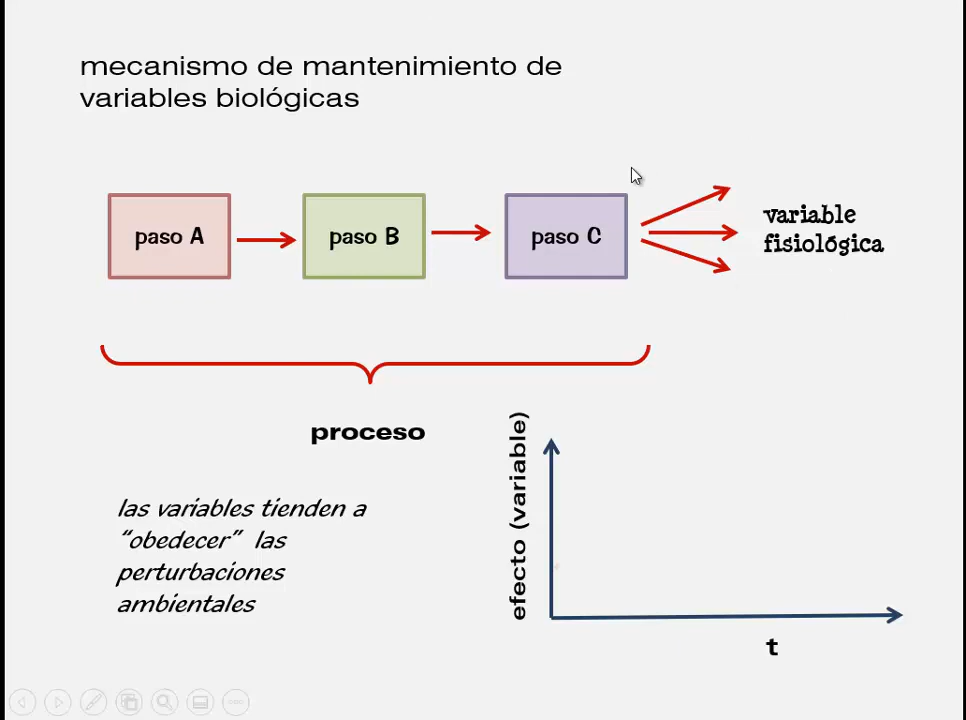 mecanismo de mantenimiento de
variables biológicas
paso A
paso B
paso C
variable
fisiológica
proceso
las variables tienden a
“obedecer” las
perturbaciones
ambientales
efecto (variable)
t